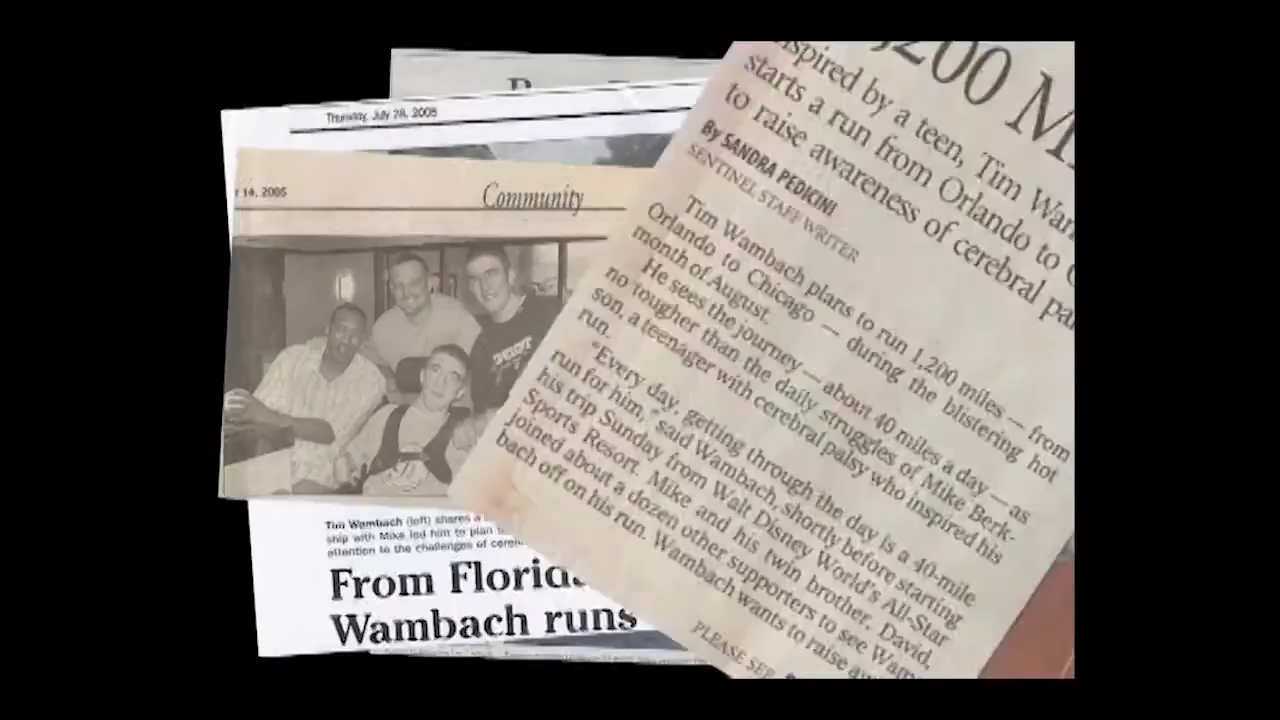 Thursday, July 28, 2005
14, 2005
Community
Tim Wambach (left) shares a
ship with Mike led him to plan
attention to the challenges of
From Florida
Wambach runs
,200 M
nspired by a teen, Tim Wam
starts a run from Orlando to C
to raise awareness of cerebral pa
By SANDRA PEDICINI
SENTINEL STAFF WRITER
Tim Wambach plans to run 1,200 miles — from
Orlando to Chicago — during the blistering hot
month of August.
He sees the journey — about 40 miles a day — as
no tougher than the daily struggles of Mike Berk-
son, a teenager with cerebral palsy who inspired his
run.
"Every day, getting through the day is a 40-mile
run for him," said Wambach, shortly before starting
his trip Sunday from Walt Disney World's All-Star
Sports Resort. Mike and his twin brother, David,
joined about a dozen other supporters to see Wam-
bach off on his run. Wambach wants to raise aw
PLEASE SEE